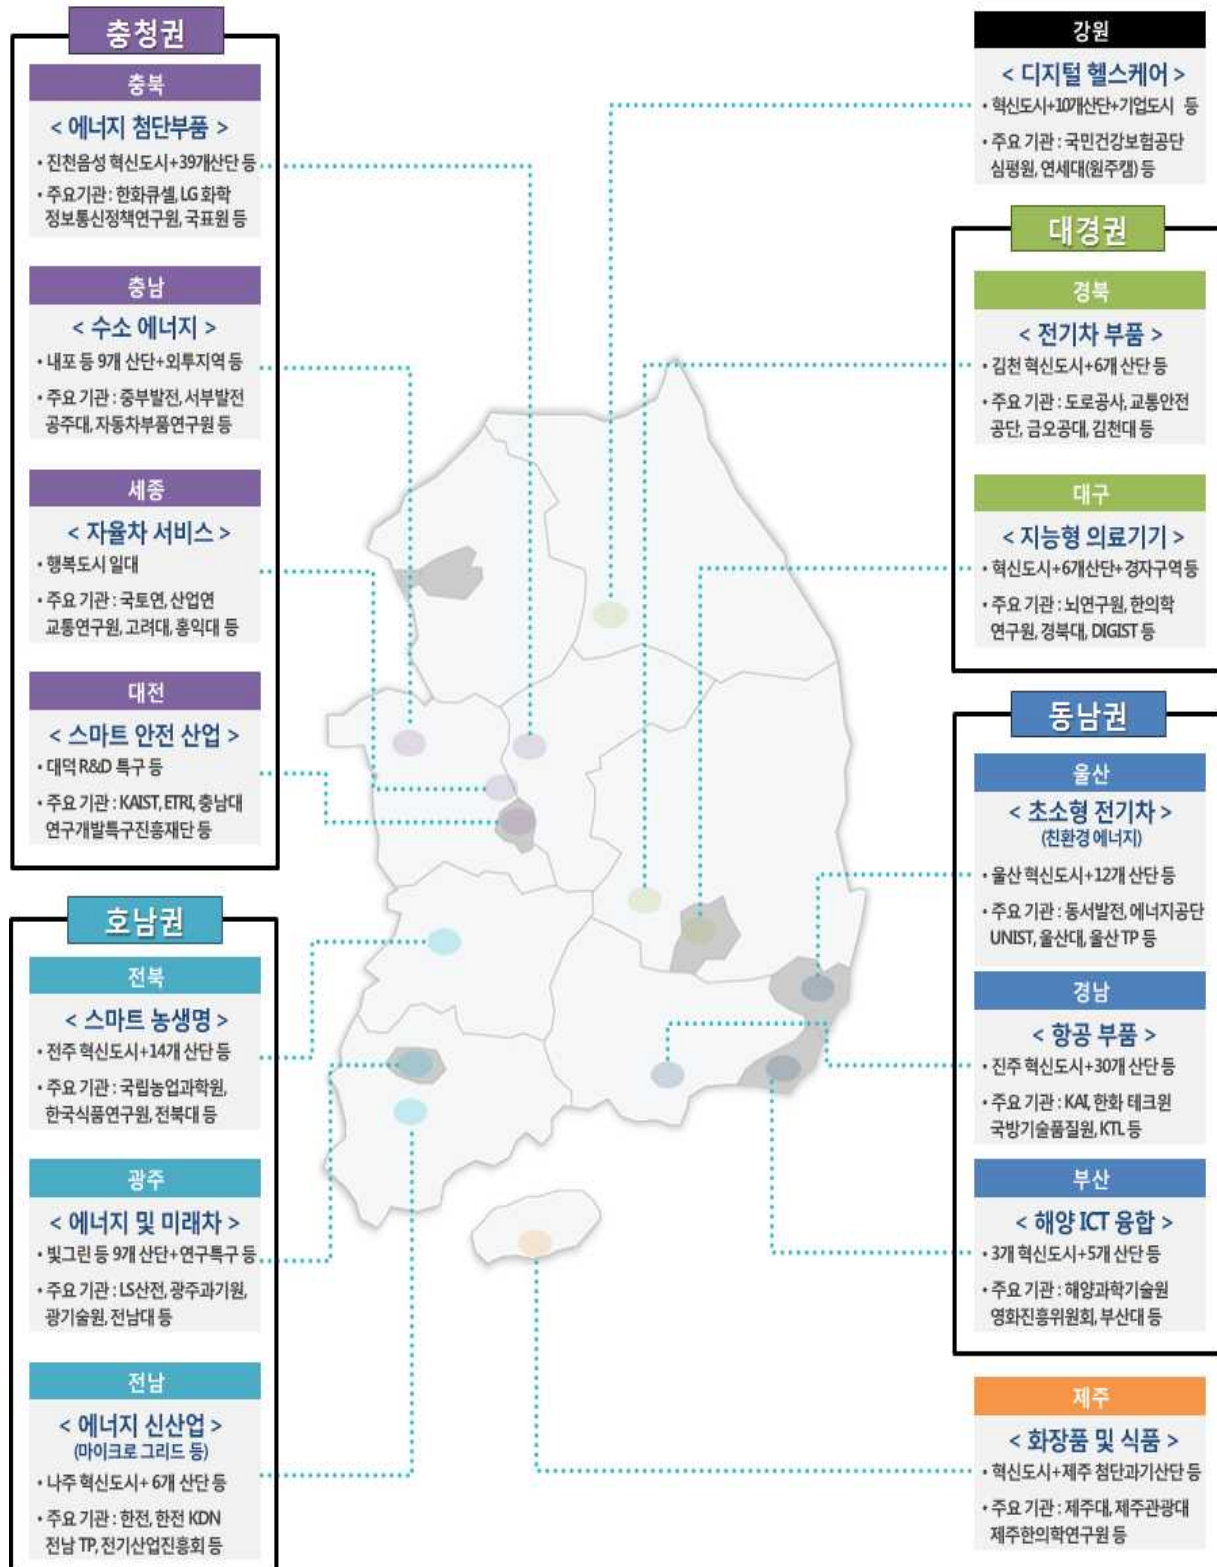 충청권
충북
< 에너지 첨단부품 >
• 진천음성 혁신도시+39개산단 등
• 주요기관 : 한화큐셀, LG 화학
정보통신정책연구원, 국표원 등
충남
< 수소 에너지 >
• 내포 등 9개 산단+외투지역 등
• 주요 기관 : 중부발전, 서부발전
공주대, 자동차부품연구원 등
세종
< 자율차 서비스 >
• 행복도시 일대
• 주요 기관 : 국토연, 산업연
교통연구원, 고려대, 홍익대 등
대전
< 스마트 안전 산업 >
• 대덕 R&D 특구 등
• 주요 기관 : KAIST, ETRI, 충남대
연구개발특구진흥재단 등
호남권
전북
< 스마트 농생명 >
• 전주 혁신도시+14개 산단 등
• 주요 기관 : 국립농업과학원,
한국식품연구원, 전북대 등
광주
< 에너지 및 미래차 >
• 빛그린 등 9개 산단+연구특구 등
• 주요 기관 : LS산전, 광주과기원,
광기술원, 전남대 등
전남
< 에너지 신산업 >
(마이크로 그리드 등)
• 나주 혁신도시+ 6개 산단 등
• 주요 기관 : 한전, 한전 KDN
전남 TP, 전기산업진흥회 등
강원
< 디지털 헬스케어 >
• 혁신도시+10개산단+기업도시 등
• 주요 기관 : 국민건강보험공단
심평원, 연세대(원주캠) 등
대경권
경북
< 전기차 부품 >
• 김천 혁신도시+6개 산단 등
• 주요 기관 : 도로공사, 교통안전
공단, 금오공대, 김천대 등
대구
< 지능형 의료기기 >
• 혁신도시+6개산단+경자구역 등
• 주요 기관 : 뇌연구원, 한의학
연구원, 경북대, DIGIST 등
동남권
울산
< 초소형 전기차 >
(친환경 에너지)
• 울산 혁신도시+12개 산단 등
• 주요 기관 : 동서발전, 에너지공단
UNIST, 울산대, 울산 TP 등
경남
< 항공 부품 >
• 진주 혁신도시+30개 산단 등
• 주요 기관 : KAI, 한화 테크윈
국방기술품질원, KTL 등
부산
< 해양 ICT 융합 >
• 3개 혁신도시+5개 산단 등
• 주요 기관 : 해양과학기술원
영화진흥위원회, 부산대 등
제주
< 화장품 및 식품 >
• 혁신도시+제주 첨단과기산단 등
• 주요 기관 : 제주대, 제주관광대
제주한의학연구원 등